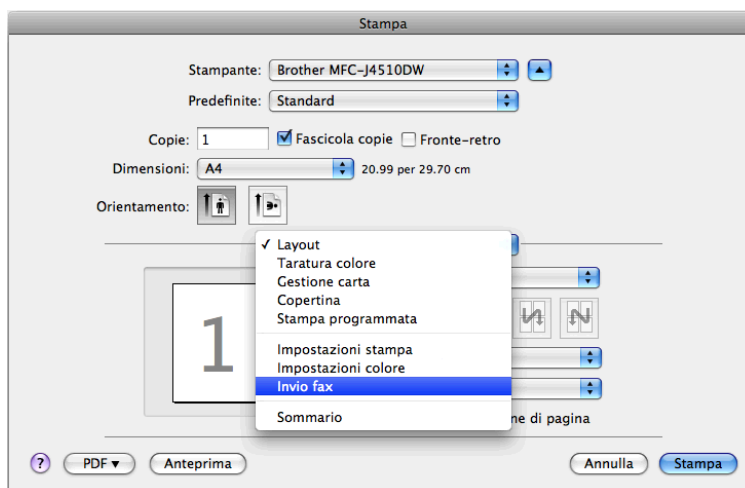 Stampa
Stampante: Brother MFC-J4510DW
Predefinite: Standard
Copie: 1 Fascicola copie Fronte-retro
Dimensioni: A4 20.99 per 29.70 cm
Orientamento:
✓ Layout
Taratura colore
Gestione carta
Copertina
Stampa programmata
Impostazioni stampa
Impostazioni colore
Invio fax
Sommario
1
di pagina
? PDF ▼ Anteprima Annulla Stampa